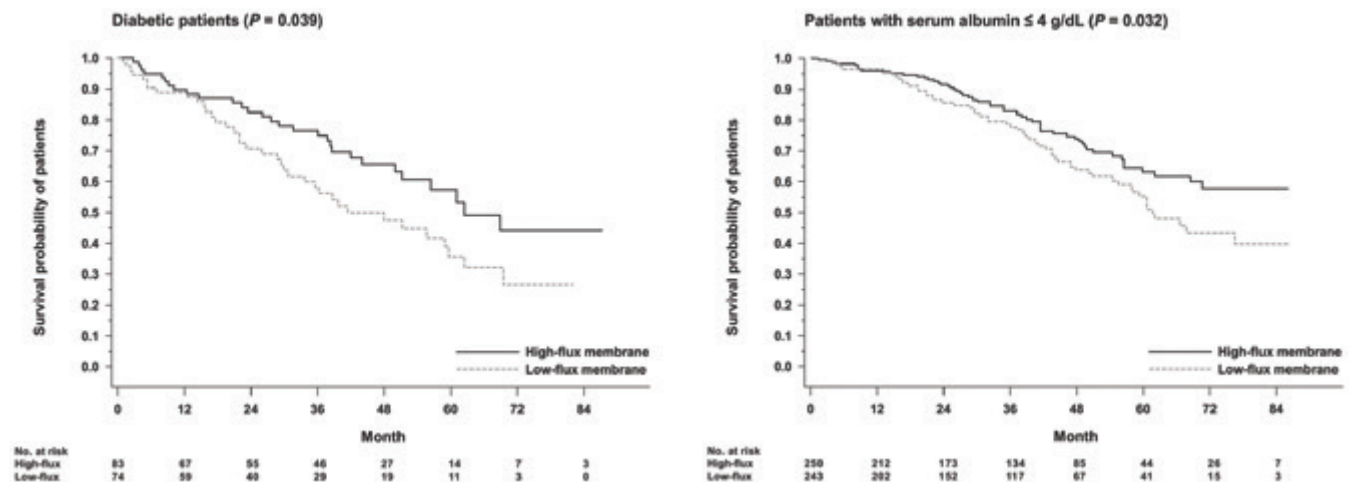 Diabetic patients (P = 0.039)
Survival probability of patients
1.0
0.9
0.8
0.7
0.6
0.5
0.4
0.3
0.2
0.1
0.0
High-flux membrane
Low-flux membrane
0 12 24 36 48 60 72 84
Month
No. at risk
High-flux 83 67 55 46 27 14 7 3
Low-flux 74 59 40 29 19 11 3 0
Patients with serum albumin ≤ 4 g/dL (P = 0.032)
Survival probability of patients
1.0
0.9
0.8
0.7
0.6
0.5
0.4
0.3
0.2
0.1
0.0
High-flux membrane
Low-flux membrane
0 12 24 36 48 60 72 84
Month
No. at risk
High-flux 250 212 173 134 85 44 26 7
Low-flux 243 202 152 117 67 41 15 3